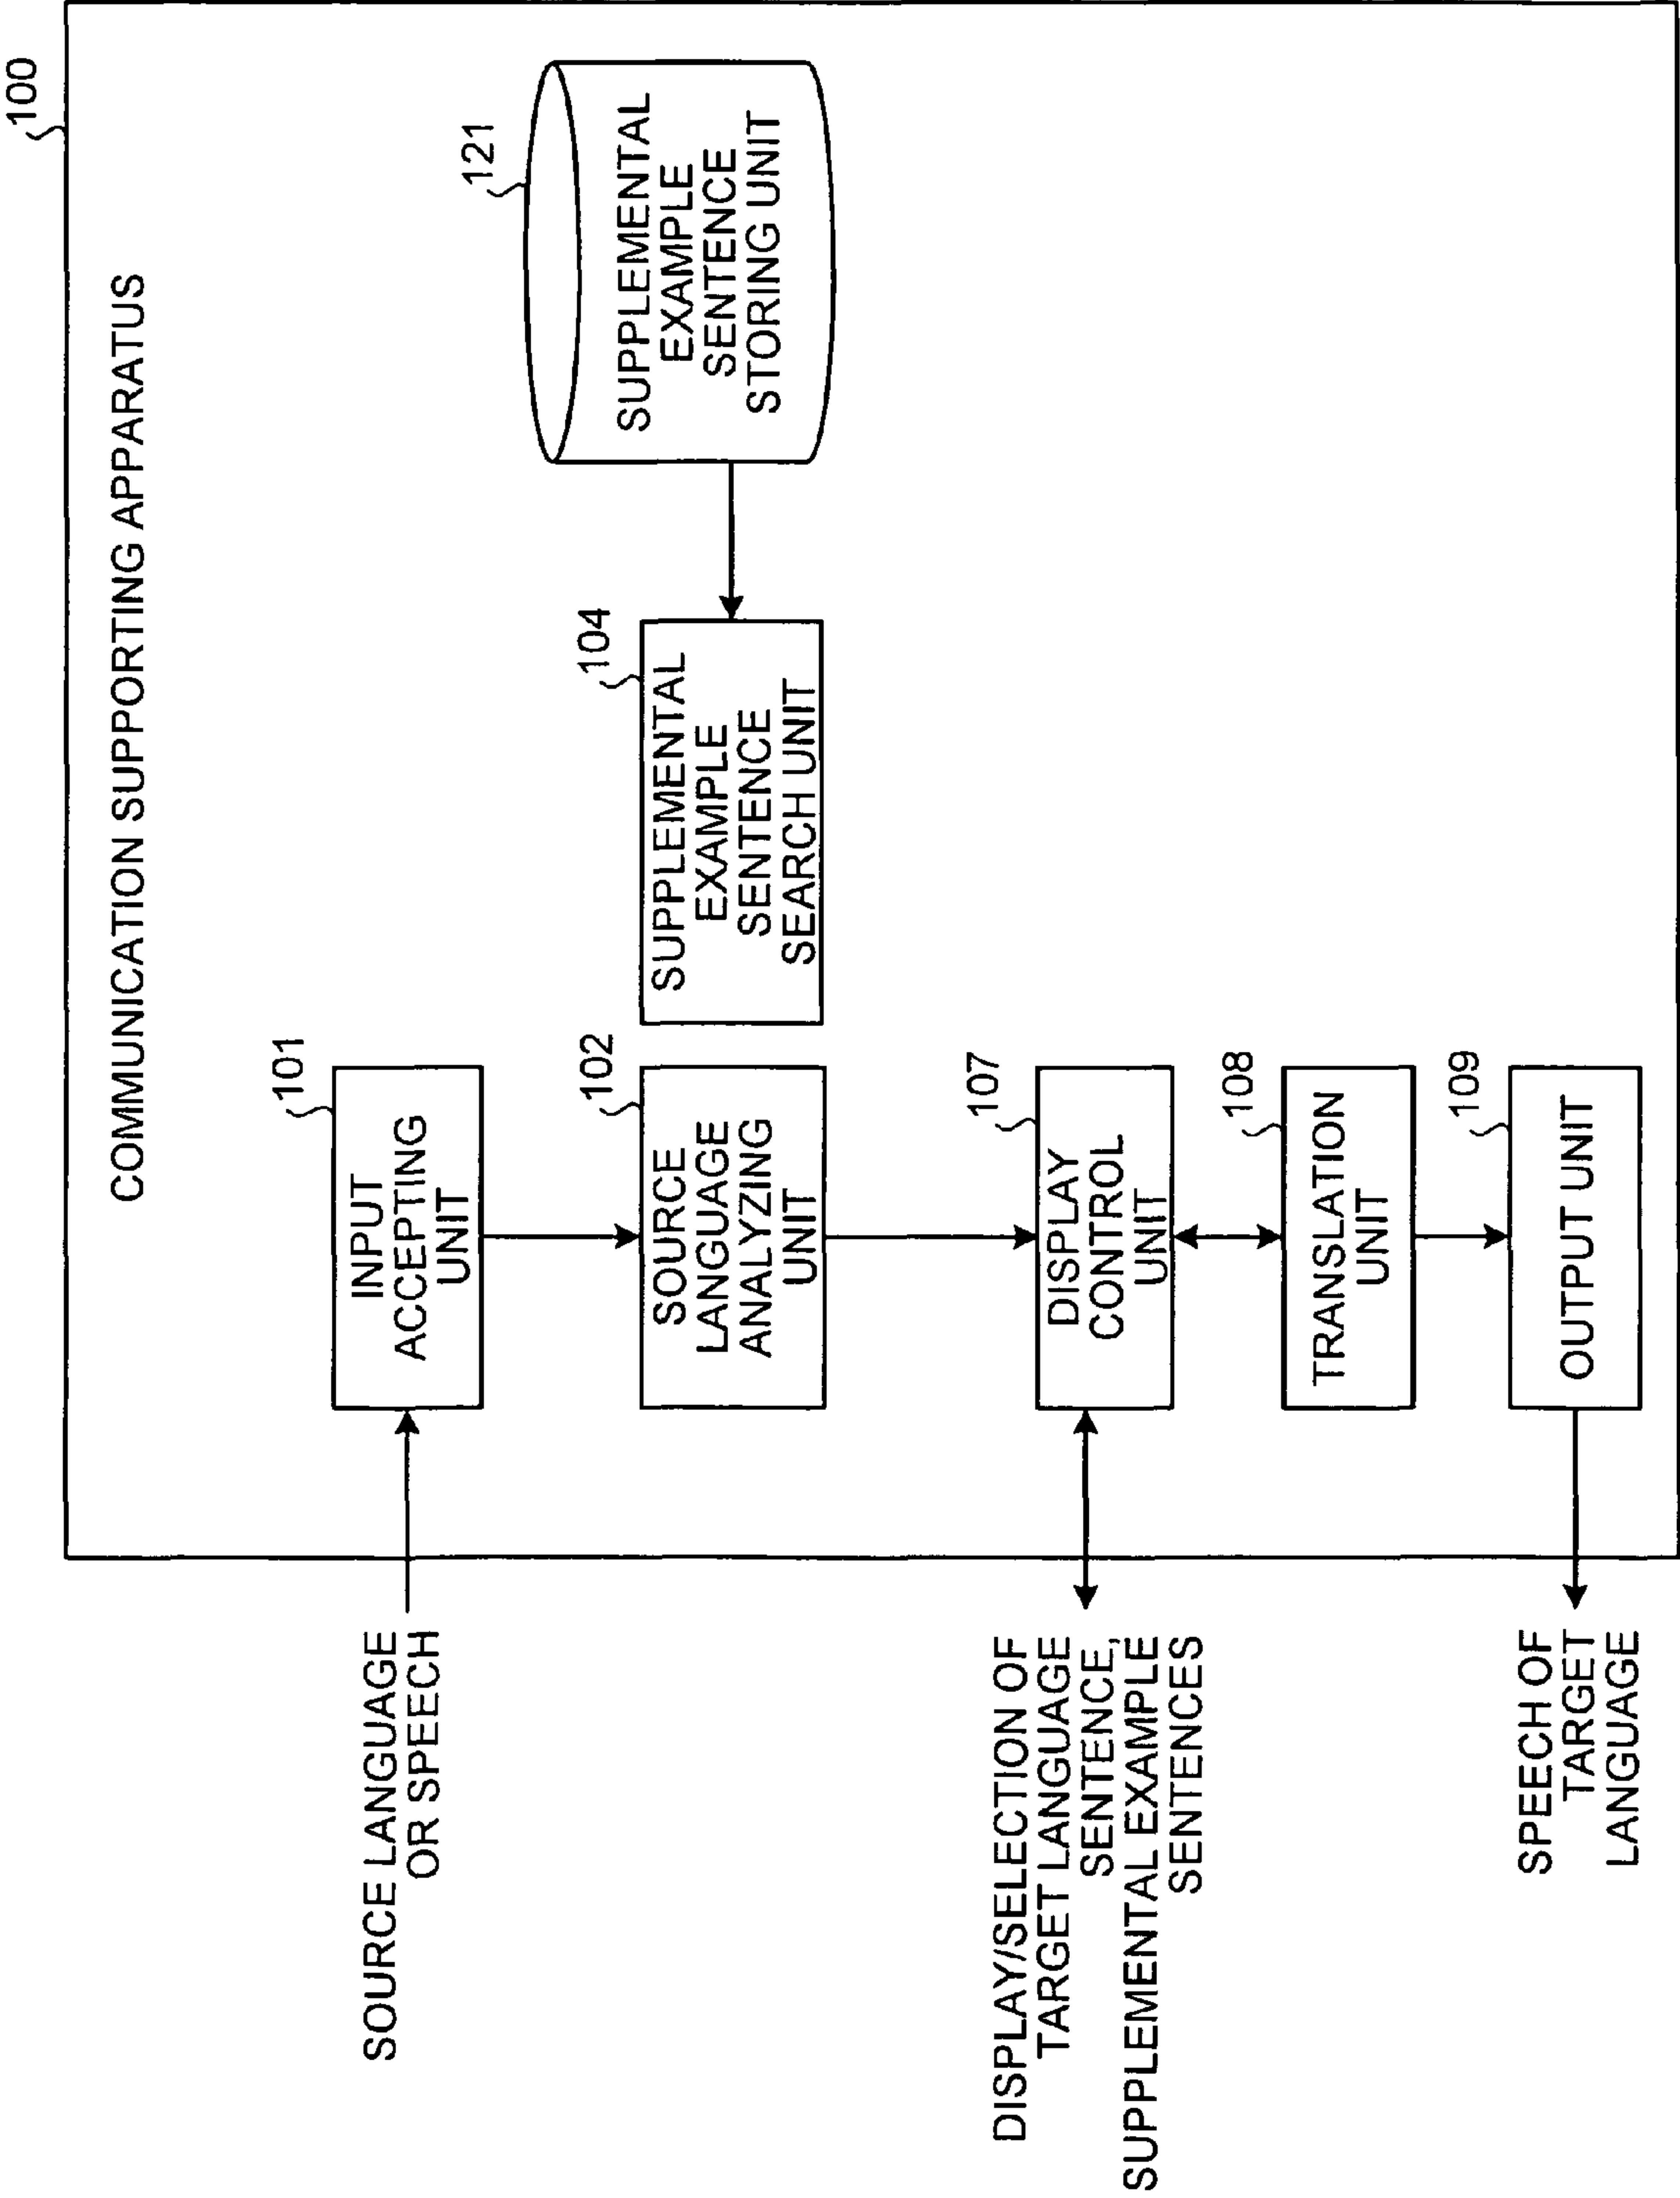 100
COMMUNICATION SUPPORTING APPARATUS
SOURCE LANGUAGE
OR SPEECH
101
INPUT
ACCEPTING
UNIT
121
SUPPLEMENTAL
EXAMPLE
SENTENCE
STORING UNIT
102
SOURCE
LANGUAGE
ANALYZING
UNIT
104
SUPPLEMENTAL
EXAMPLE
SENTENCE
SEARCH UNIT
DISPLAY/SELECTION OF
TARGET LANGUAGE
SENTENCE,
SUPPLEMENTAL EXAMPLE
SENTENCES
107
DISPLAY
CONTROL
UNIT
108
TRANSLATION
UNIT
SPEECH OF
TARGET
LANGUAGE
109
OUTPUT UNIT